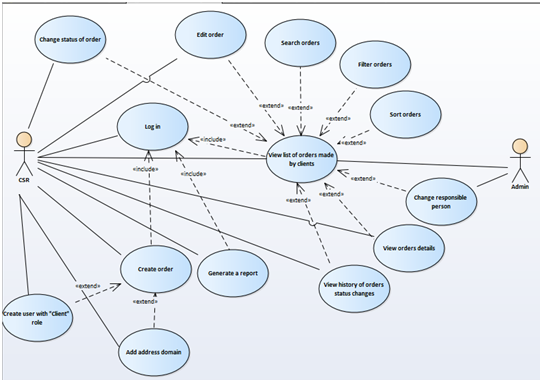 Change status of order
Edit order
Search orders
Filter orders
Sort orders
Log in
View list of orders made
by clients
CSR
Admin
Change responsible
person
View orders details
View history of orders
status changes
Generate a report
Create order
Create user with "Client"
role
Add address domain
«extend»
«extend»
«extend»
«extend»
«extend»
«include»
«include»
«include»
«extend»
«extend»
«extend»
«extend»
«extend»